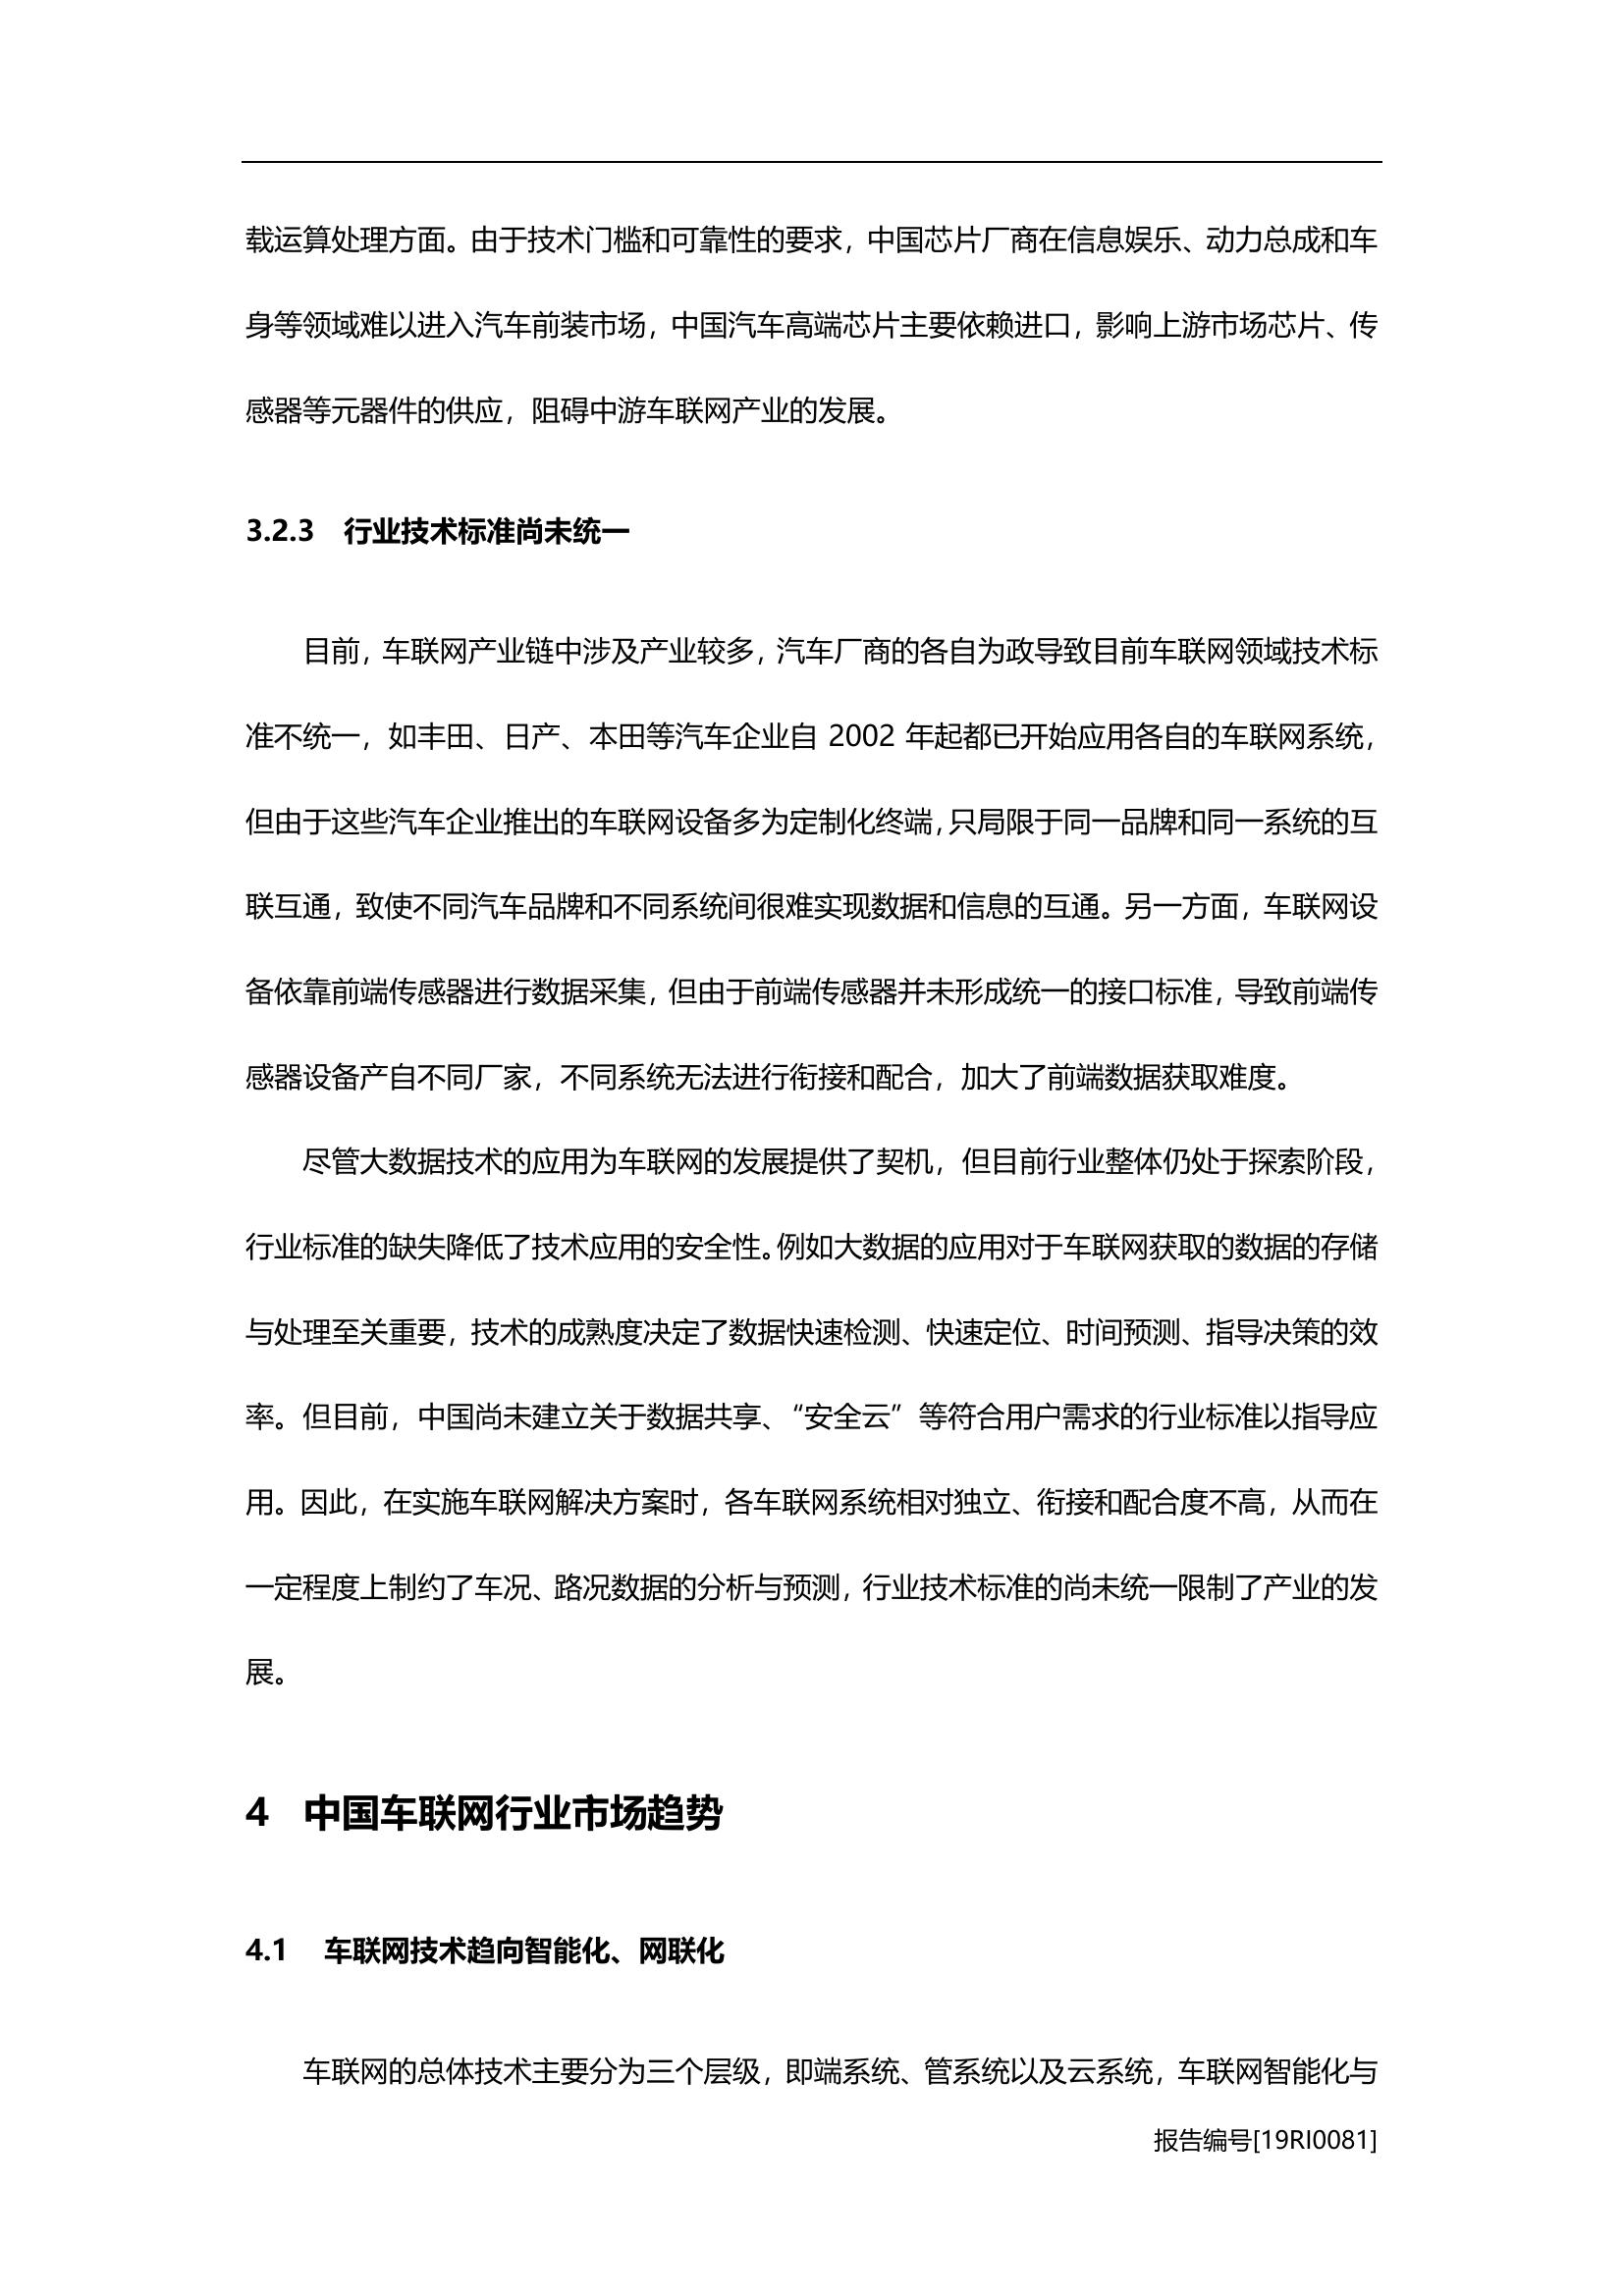 载运算处理方面。由于技术门槛和可靠性的要求，中国芯片厂商在信息娱乐、动力总成和车
身等领域难以进入汽车前装市场，中国汽车高端芯片主要依赖进口，影响上游市场芯片、传
感器等元器件的供应，阻碍中游车联网产业的发展。
3.2.3 行业技术标准尚未统一
目前，车联网产业链中涉及产业较多，汽车厂商的各自为政导致目前车联网领域技术标
准不统一，如丰田、日产、本田等汽车企业自 2002 年起都已开始应用各自的车联网系统，
但由于这些汽车企业推出的车联网设备多为定制化终端，只局限于同一品牌和同一系统的互
联互通，致使不同汽车品牌和不同系统间很难实现数据和信息的互通。另一方面，车联网设
备依靠前端传感器进行数据采集，但由于前端传感器并未形成统一的接口标准，导致前端传
感器设备产自不同厂家，不同系统无法进行衔接和配合，加大了前端数据获取难度。
尽管大数据技术的应用为车联网的发展提供了契机，但目前行业整体仍处于探索阶段，
行业标准的缺失降低了技术应用的安全性。例如大数据的应用对于车联网获取的数据的存储
与处理至关重要，技术的成熟度决定了数据快速检测、快速定位、时间预测、指导决策的效
率。但目前，中国尚未建立关于数据共享、“安全云”等符合用户需求的行业标准以指导应
用。因此，在实施车联网解决方案时，各车联网系统相对独立、衔接和配合度不高，从而在
一定程度上制约了车况、路况数据的分析与预测，行业技术标准的尚未统一限制了产业的发
展。
4 中国车联网行业市场趋势
4.1 车联网技术趋向智能化、网联化
车联网的总体技术主要分为三个层级，即端系统、管系统以及云系统，车联网智能化与
报告编号[19RI0081]